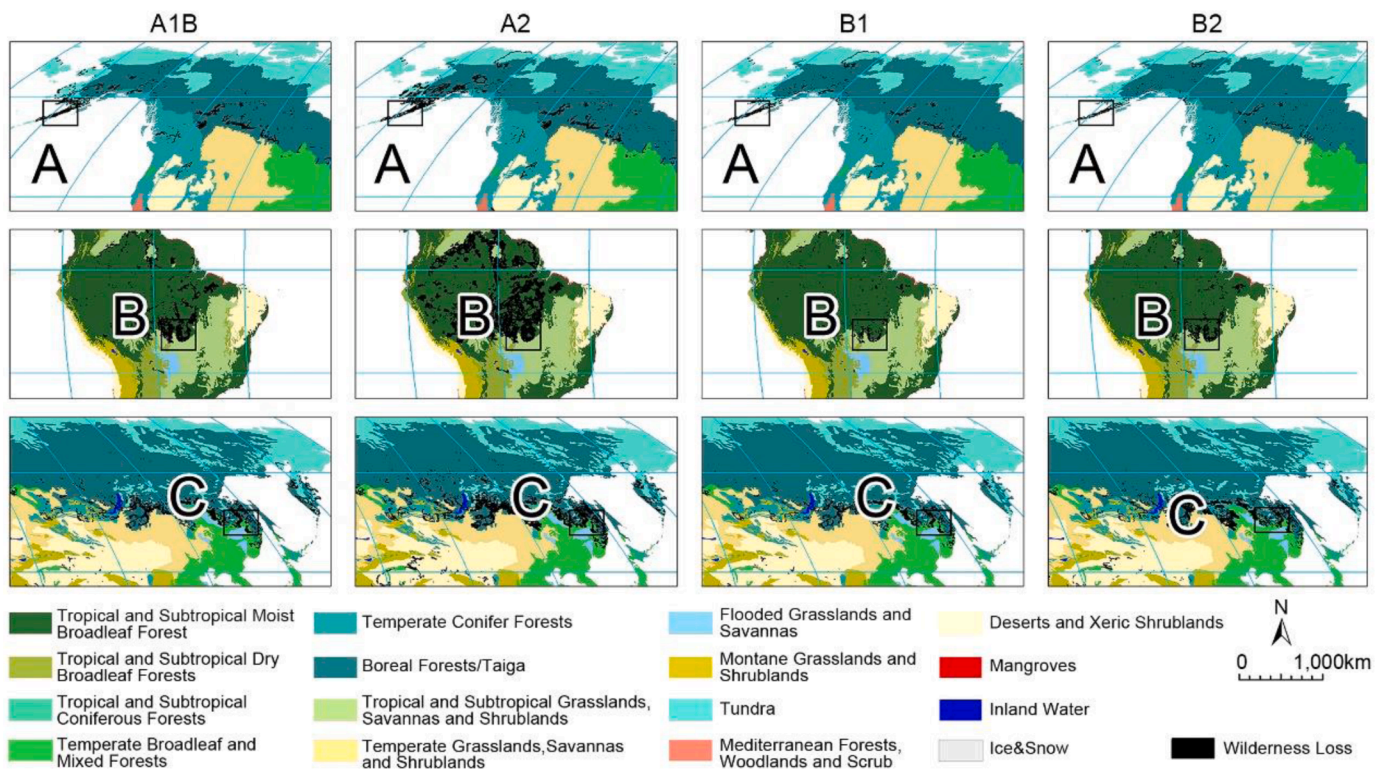 A1B
A2
B1
B2
A
A
A
A
B
B
B
B
C
C
C
C
Tropical and Subtropical Moist
Broadleaf Forest
Temperate Conifer Forests
Flooded Grasslands and
Savannas
Deserts and Xeric Shrublands
N
0 1,000km
Tropical and Subtropical Dry
Broadleaf Forests
Boreal Forests/Taiga
Montane Grasslands and
Shrublands
Mangroves
Tropical and Subtropical
Coniferous Forests
Tropical and Subtropical Grasslands,
Savannas and Shrublands
Tundra
Inland Water
Temperate Broadleaf and
Mixed Forests
Temperate Grasslands,Savannas
and Shrublands
Mediterranean Forests,
Woodlands and Scrub
Ice&Snow
Wilderness Loss